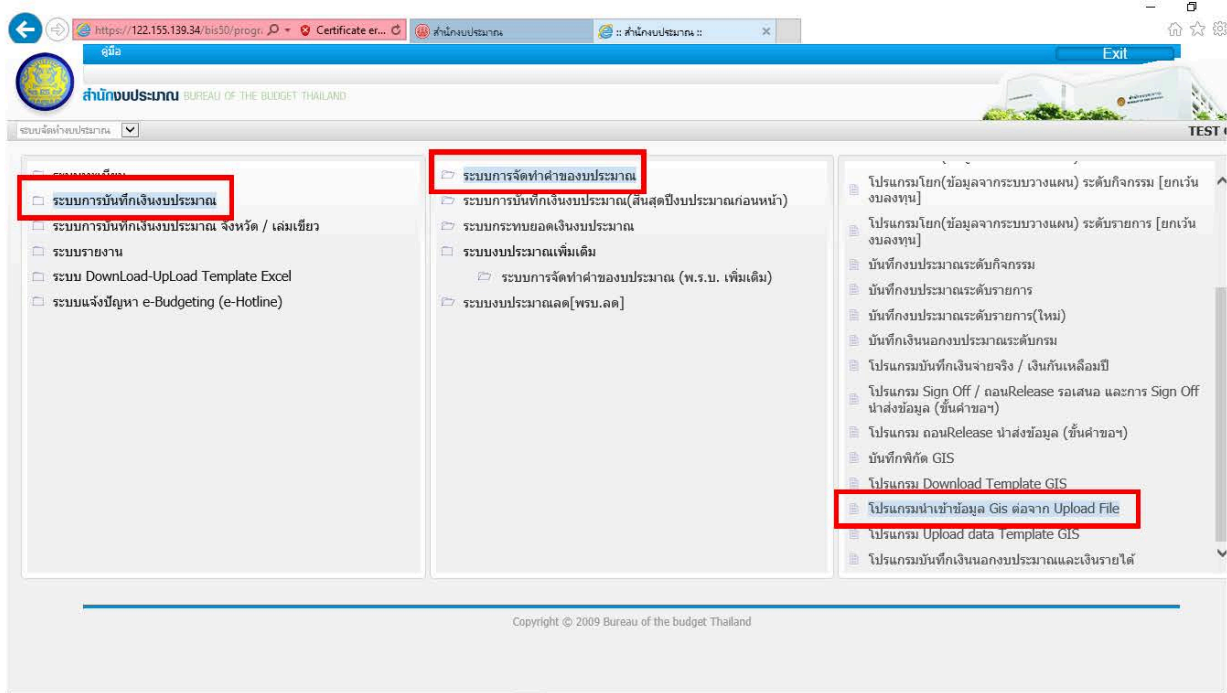 https://122.155.139.34/bis50/progr. Certificate er... สำนักงบประมาณ :: สำนักงบประมาณ ::
คู่มือ Exit
สำนักงบประมาณ BUREAU OF THE BUDGET THAILAND
ระบบจัดทำงบประมาณ
TEST
ระบบทะเบียน
ระบบการบันทึกเงินงบประมาณ
ระบบการบันทึกเงินงบประมาณ จังหวัด / เล่มเขียว
ระบบรายงาน
ระบบ DownLoad-UpLoad Template Excel
ระบบแจ้งปัญหา e-Budgeting (e-Hotline)
ระบบการจัดทำคำของบประมาณ
ระบบการบันทึกเงินงบประมาณ(สิ้นสุดปีงบประมาณก่อนหน้า)
ระบบกระทบยอดเงินงบประมาณ
ระบบงบประมาณเพิ่มเติม
ระบบการจัดทำคำของบประมาณ (พ.ร.บ. เพิ่มเติม)
ระบบงบประมาณลด[พรบ.ลด]
โปรแกรมโยก(ข้อมูลจากระบบวางแผน) ระดับกิจกรรม [ยกเว้น
งบลงทุน]
โปรแกรมโยก(ข้อมูลจากระบบวางแผน) ระดับรายการ [ยกเว้น
งบลงทุน]
บันทึกงบประมาณระดับกิจกรรม
บันทึกงบประมาณระดับรายการ
บันทึกงบประมาณระดับรายการ(ใหม่)
บันทึกเงินนอกงบประมาณระดับกรม
โปรแกรมบันทึกเงินจ่ายจริง / เงินกันเหลื่อมปี
โปรแกรม Sign Off / ถอนRelease รอเสนอ และการ Sign Off
นำส่งข้อมูล (ขั้นคำขอฯ)
โปรแกรม ถอนRelease นำส่งข้อมูล (ขั้นคำขอฯ)
บันทึกพิกัด GIS
โปรแกรม Download Template GIS
โปรแกรมนำเข้าข้อมูล Gis ต่อจาก Upload File
โปรแกรม Upload data Template GIS
โปรแกรมบันทึกเงินนอกงบประมาณและเงินรายได้
Copyright © 2009 Bureau of the budget Thailand